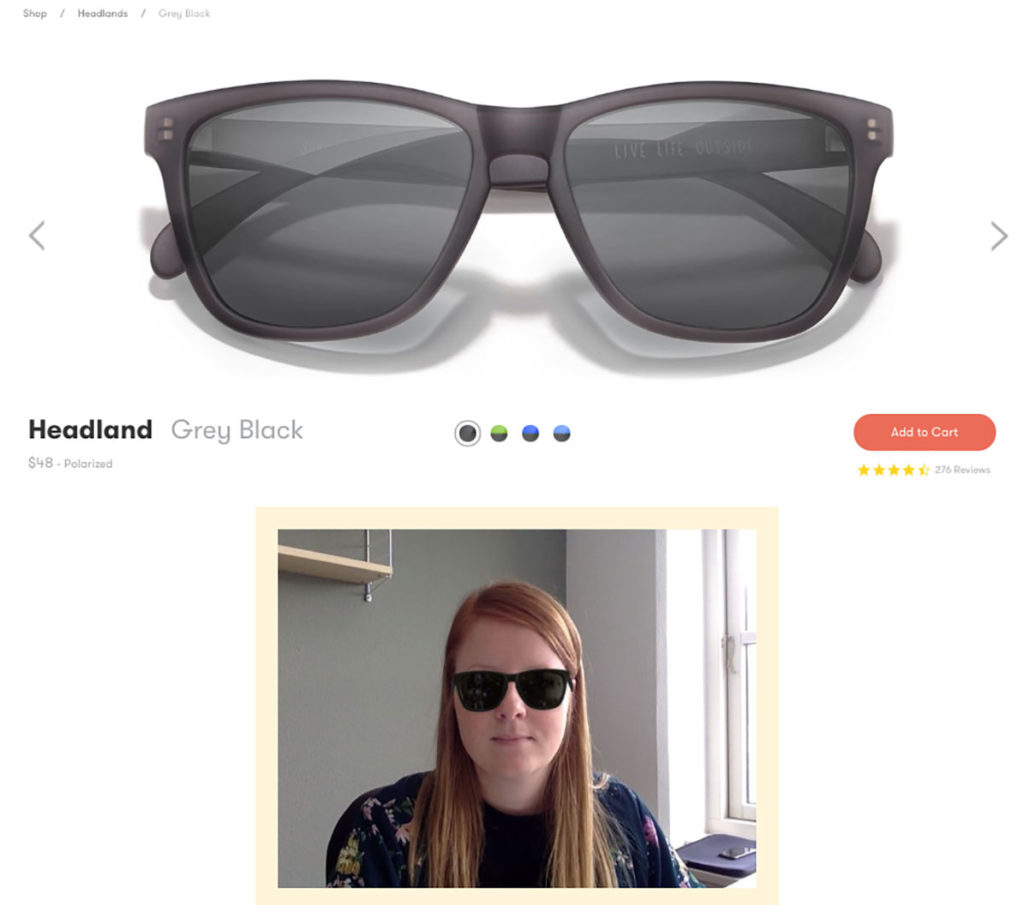 Shop / Headlands / Grey Black
LIVE LIFE OUTSIDE
Headland Grey Black
$48 - Polarized
Add to Cart
276 Reviews